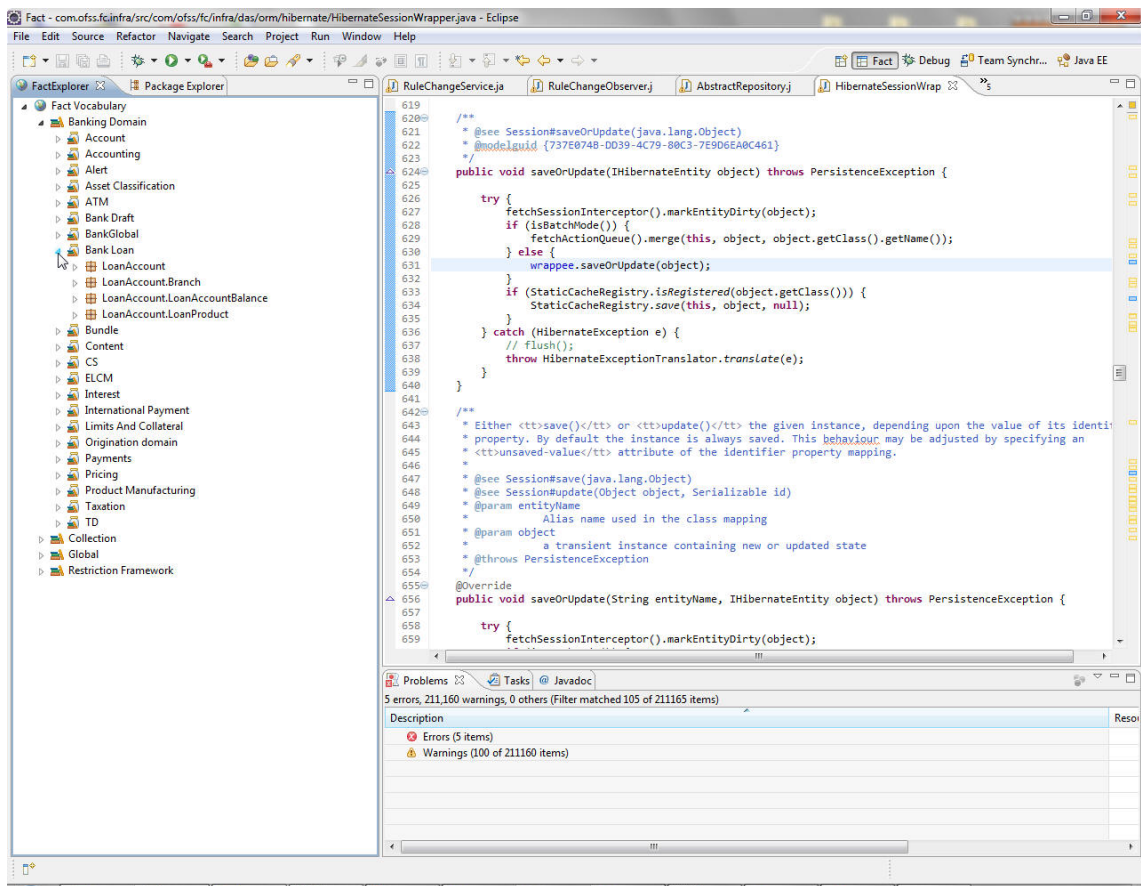 Fact - com.ofss.fc.infra/src/com/ofss/fc/infra/das/orm/hibernate/HibernateSessionWrapper.java - Eclipse
File Edit Source Refactor Navigate Search Project Run Window Help
Fact Debug Team Synchr... Java EE
FactExplorer Package Explorer
Fact Vocabulary
Banking Domain
Account
Accounting
Alert
Asset Classification
ATM
Bank Draft
BankGlobal
Bank Loan
LoanAccount
LoanAccount.Branch
LoanAccount.LoanAccountBalance
LoanAccount.LoanProduct
Bundle
Content
CS
ELCM
Interest
International Payment
Limits And Collateral
Origination domain
Payments
Pricing
Product Manufacturing
Taxation
TD
Collection
Global
Restriction Framework
RuleChangeService.ja RuleChangeObserver.j AbstractRepository.j HibernateSessionWrap »5
619
620 /**
621 * @see Session#saveOrUpdate(java.lang.Object)
622 * @modelguid {737E074B-DD39-4C79-80C3-7E9D6EA0C461}
623 */
624 public void saveOrUpdate(IHibernateEntity object) throws PersistenceException {
625
626 try {
627 fetchSessionInterceptor().markEntityDirty(object);
628 if (isBatchMode()) {
629 fetchActionQueue().merge(this, object, object.getClass().getName());
630 } else {
631 wrappee.saveOrUpdate(object);
632 }
633 if (StaticCacheRegistry.isRegistered(object.getClass())) {
634 StaticCacheRegistry.save(this, object, null);
635 }
636 } catch (HibernateException e) {
637 // flush();
638 throw HibernateExceptionTranslator.translate(e);
639 }
640 }
641
642 /**
643 * Either <tt>save()</tt> or <tt>update()</tt> the given instance, depending upon the value of its identi
644 * property. By default the instance is always saved. This behaviour may be adjusted by specifying an
645 * <tt>unsaved-value</tt> attribute of the identifier property mapping.
646 *
647 * @see Session#save(java.lang.Object)
648 * @see Session#update(Object object, Serializable id)
649 * @param entityName
650 * Alias name used in the class mapping
651 * @param object
652 * a transient instance containing new or updated state
653 * @throws PersistenceException
654 */
655 @Override
656 public void saveOrUpdate(String entityName, IHibernateEntity object) throws PersistenceException {
657
658 try {
659 fetchSessionInterceptor().markEntityDirty(object);
Problems Tasks @ Javadoc
5 errors, 211,160 warnings, 0 others (Filter matched 105 of 211165 items)
Description Resou
Errors (5 items)
Warnings (100 of 211160 items)